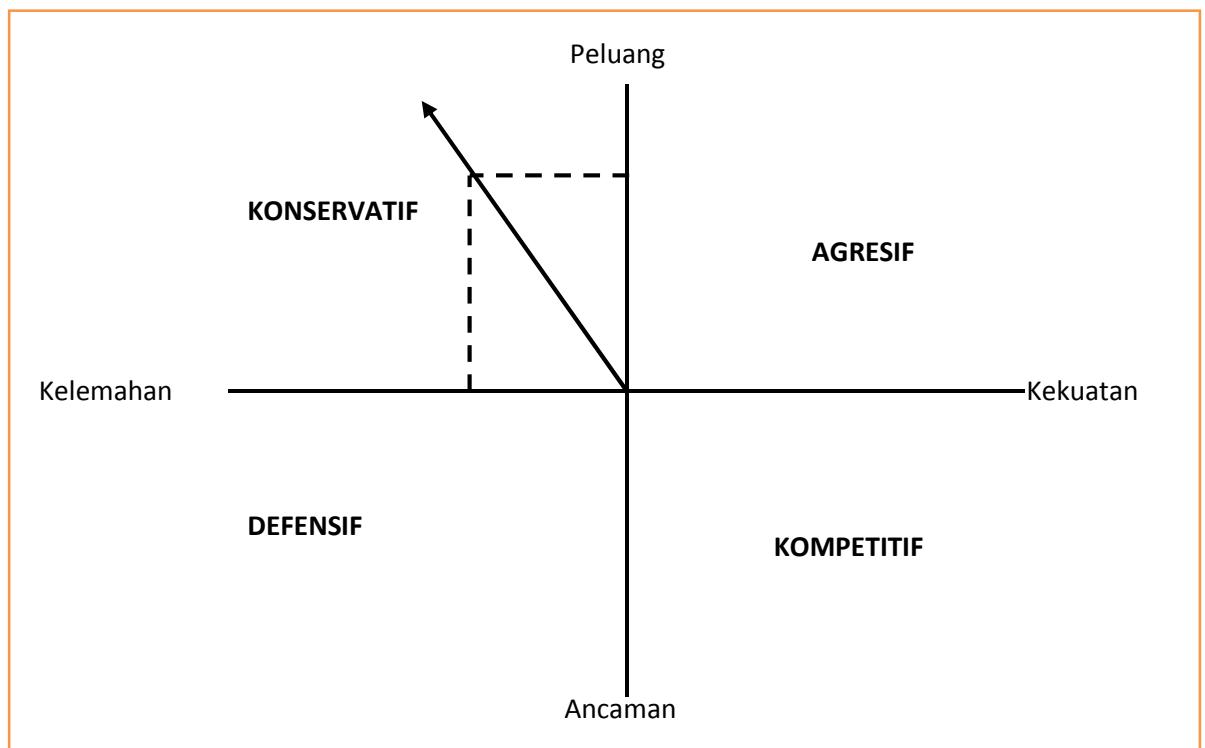 Peluang
KONSERVATIF
AGRESIF
Kelemahan
Kekuatan
DEFENSIF
KOMPETITIF
Ancaman